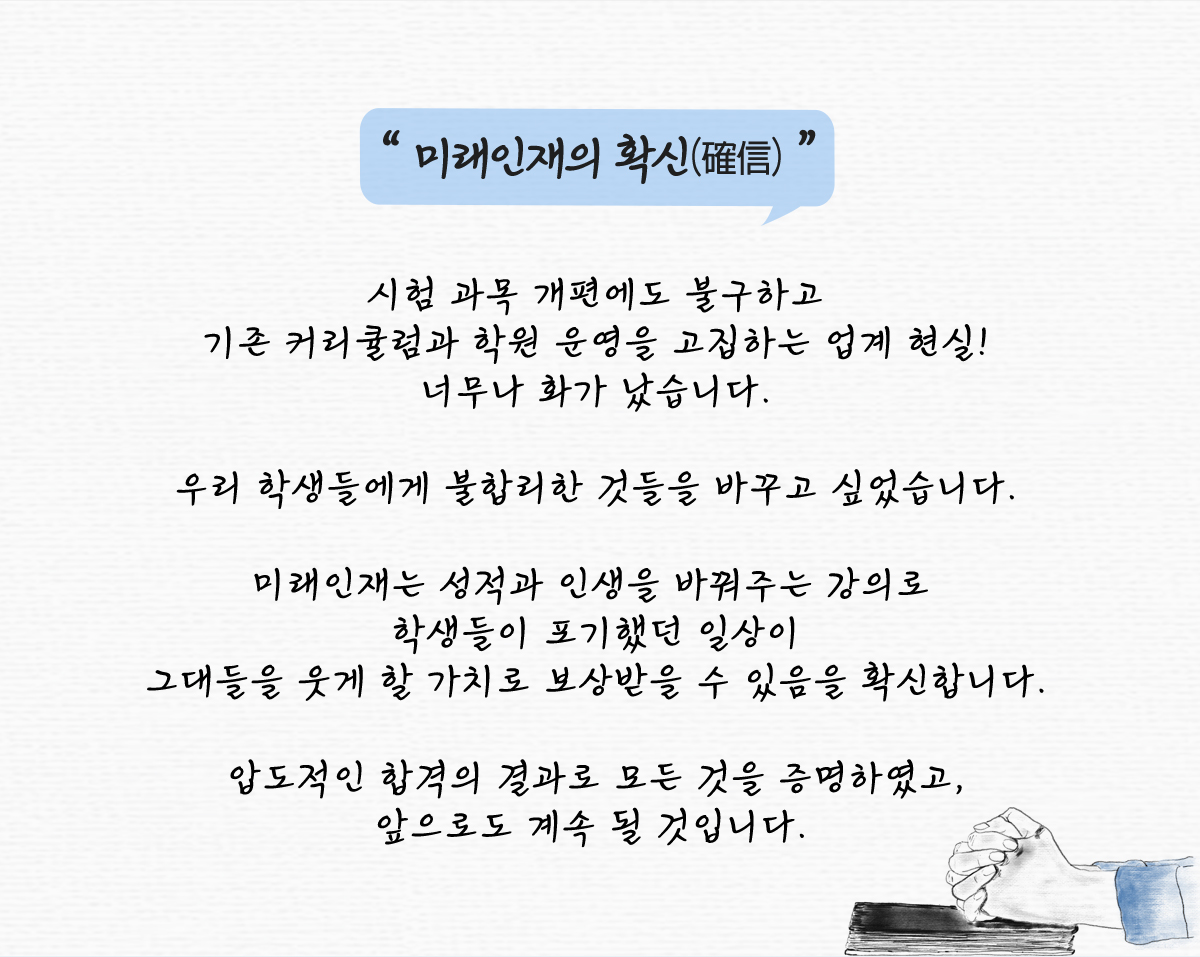 “ 미래인재의 확신(確信) ”
시험 과목 개편에도 불구하고
기존 커리큘럼과 학원 운영을 고집하는 업계 현실!
너무나 화가 났습니다.
우리 학생들에게 불합리한 것들을 바꾸고 싶었습니다.
미래인재는 성적과 인생을 바꿔주는 강의로
학생들이 포기했던 일상이
그대들을 웃게 할 가치로 보상받을 수 있음을 확신합니다.
압도적인 합격의 결과로 모든 것을 증명하였고,
앞으로도 계속 될 것입니다.